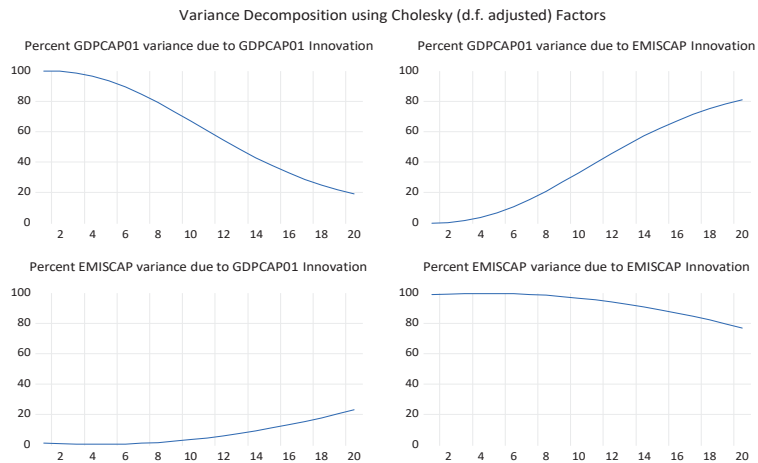 Variance Decomposition using Cholesky (d.f. adjusted) Factors
Percent GDPCAP01 variance due to GDPCAP01 Innovation
100
80
60
40
20
0
2 4 6 8 10 12 14 16 18 20
Percent GDPCAP01 variance due to EMISCAP Innovation
100
80
60
40
20
0
2 4 6 8 10 12 14 16 18 20
Percent EMISCAP variance due to GDPCAP01 Innovation
100
80
60
40
20
0
2 4 6 8 10 12 14 16 18 20
Percent EMISCAP variance due to EMISCAP Innovation
100
80
60
40
20
0
2 4 6 8 10 12 14 16 18 20